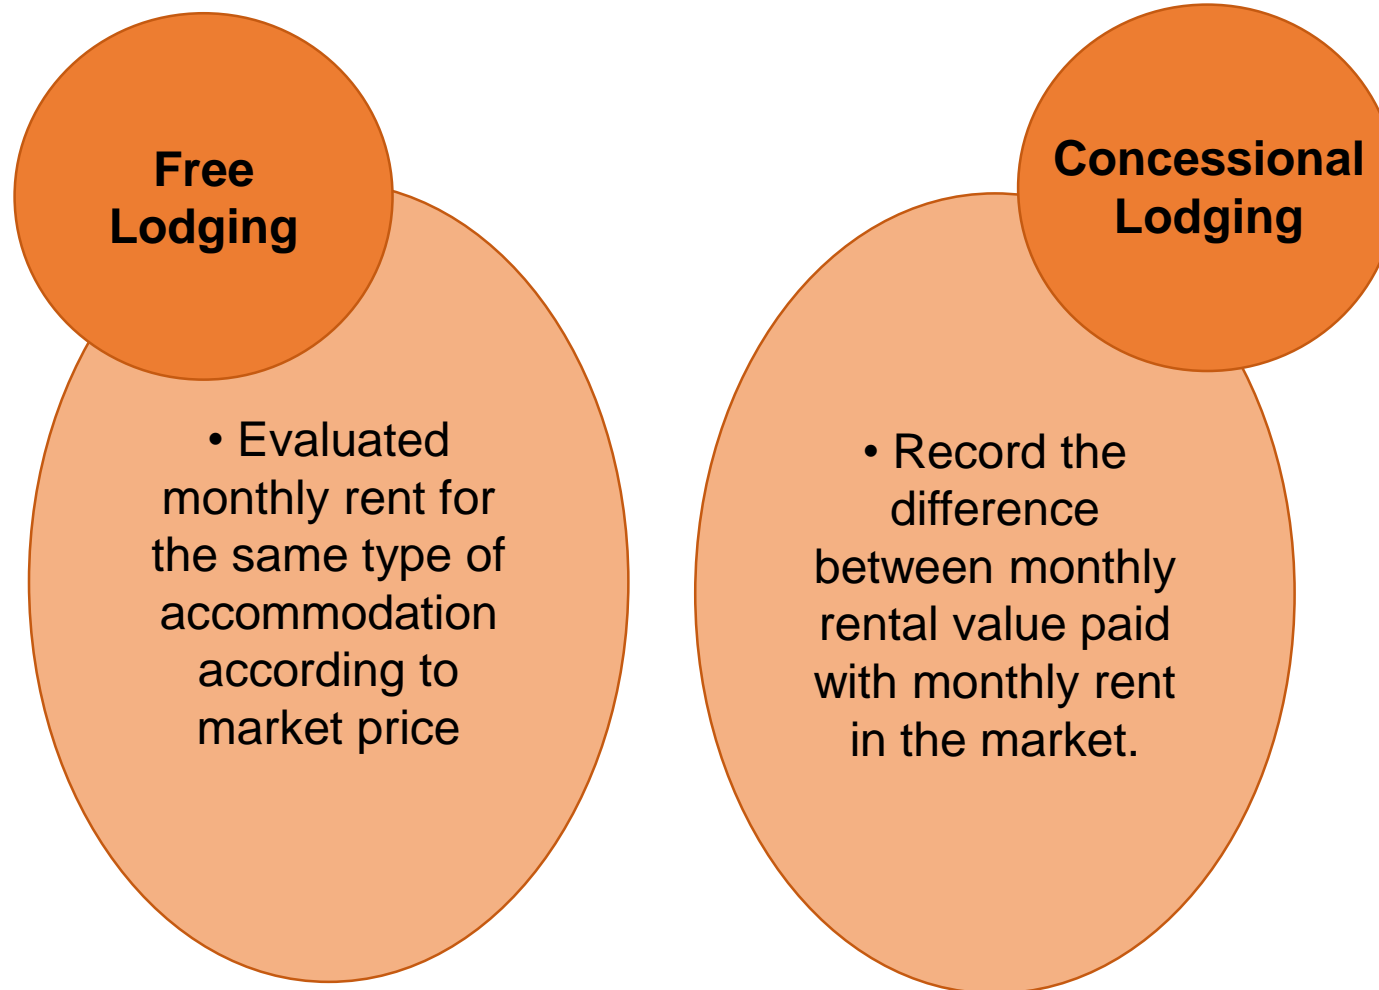 Free
Lodging
• Evaluated
monthly rent for
the same type of
accommodation
according to
market price
Concessional
Lodging
• Record the
difference
between monthly
rental value paid
with monthly rent
in the market.